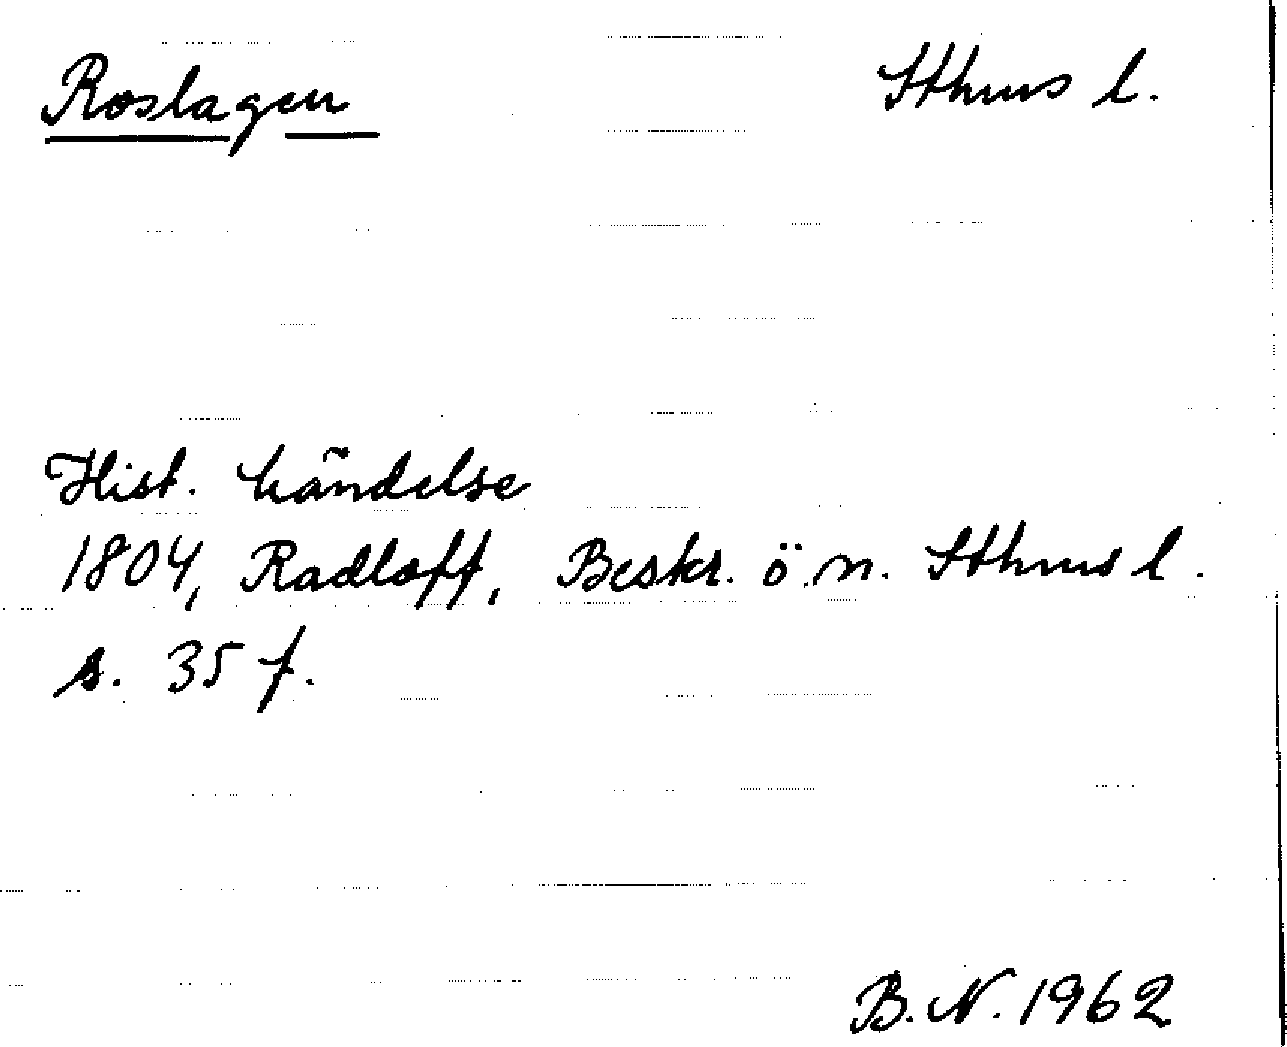 Roslagen Sthms l.
Hist. händelse
1804, Radloff, Beskr. ö. n. Sthms l.
s. 35 f.
B. N. 1962